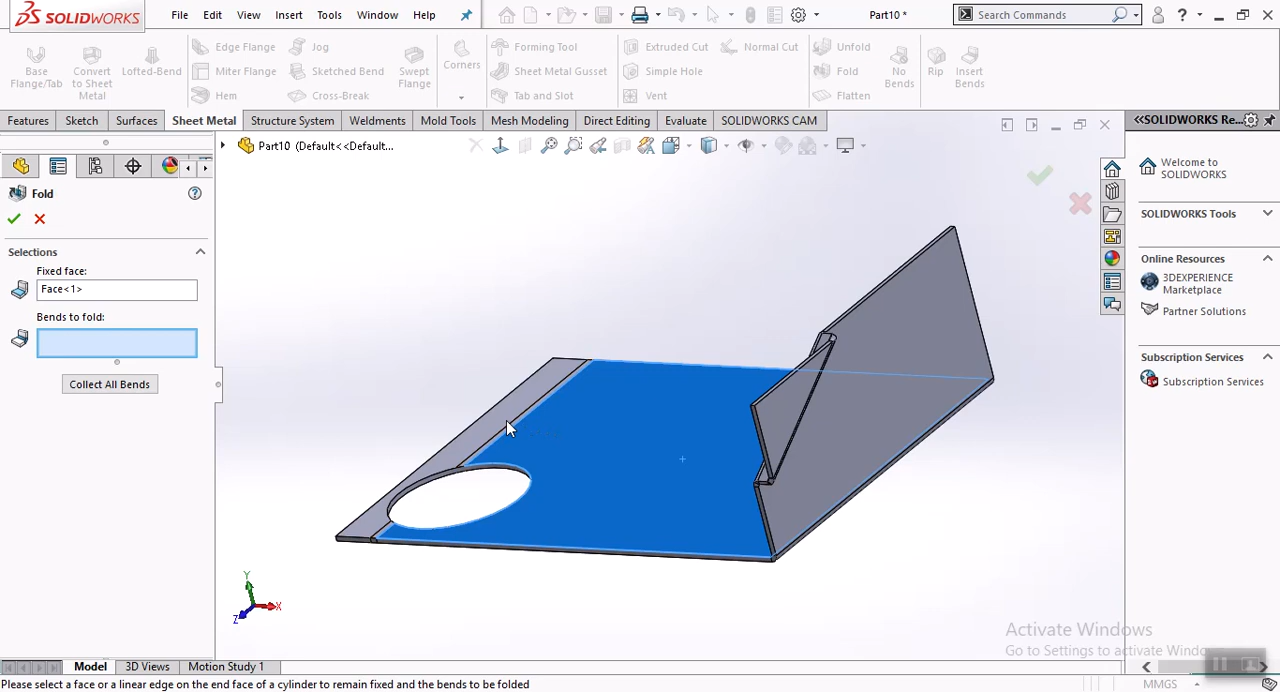 SOLIDWORKS
File Edit View Insert Tools Window Help
Part10 *
Search Commands
?
Base Flange/Tab
Convert to Sheet Metal
Lofted-Bend
Edge Flange
Miter Flange
Hem
Jog
Sketched Bend
Cross-Break
Swept Flange
Corners
Forming Tool
Sheet Metal Gusset
Tab and Slot
Extruded Cut
Simple Hole
Vent
Normal Cut
Unfold
Fold
Flatten
No Bends
Rip
Insert Bends
Features Sketch Surfaces Sheet Metal Structure System Weldments Mold Tools Mesh Modeling Direct Editing Evaluate SOLIDWORKS CAM
Part10 (Default<<Default...
Fold
?
Selections
Fixed face:
Face<1>
Bends to fold:
Collect All Bends
Y
X
Z
<<SOLIDWORKS Re...
Welcome to
SOLIDWORKS
SOLIDWORKS Tools
Online Resources
3DEXPERIENCE
Marketplace
Partner Solutions
Subscription Services
Subscription Services
Activate Windows
Go to Settings to activate
Model 3D Views Motion Study 1
Please select a face or a linear edge on the end face of a cylinder to remain fixed and the bends to be folded
MMGS